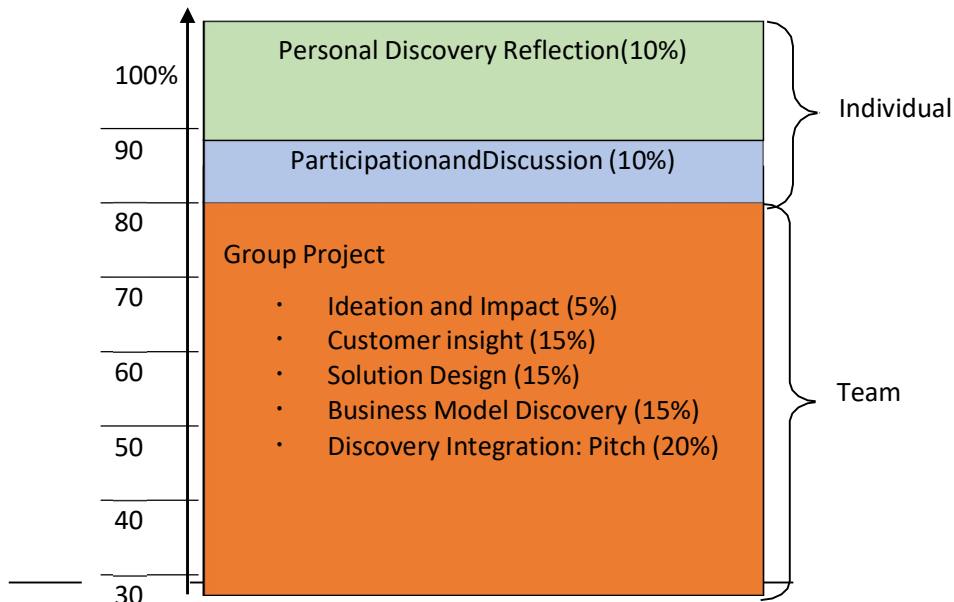 Personal Discovery Reflection(10%)
100%
Individual
90
ParticipationandDiscussion (10%)
80
Group Project
70
· Ideation and Impact (5%)
· Customer insight (15%)
60
· Solution Design (15%)
Team
· Business Model Discovery (15%)
50
· Discovery Integration: Pitch (20%)
40
30